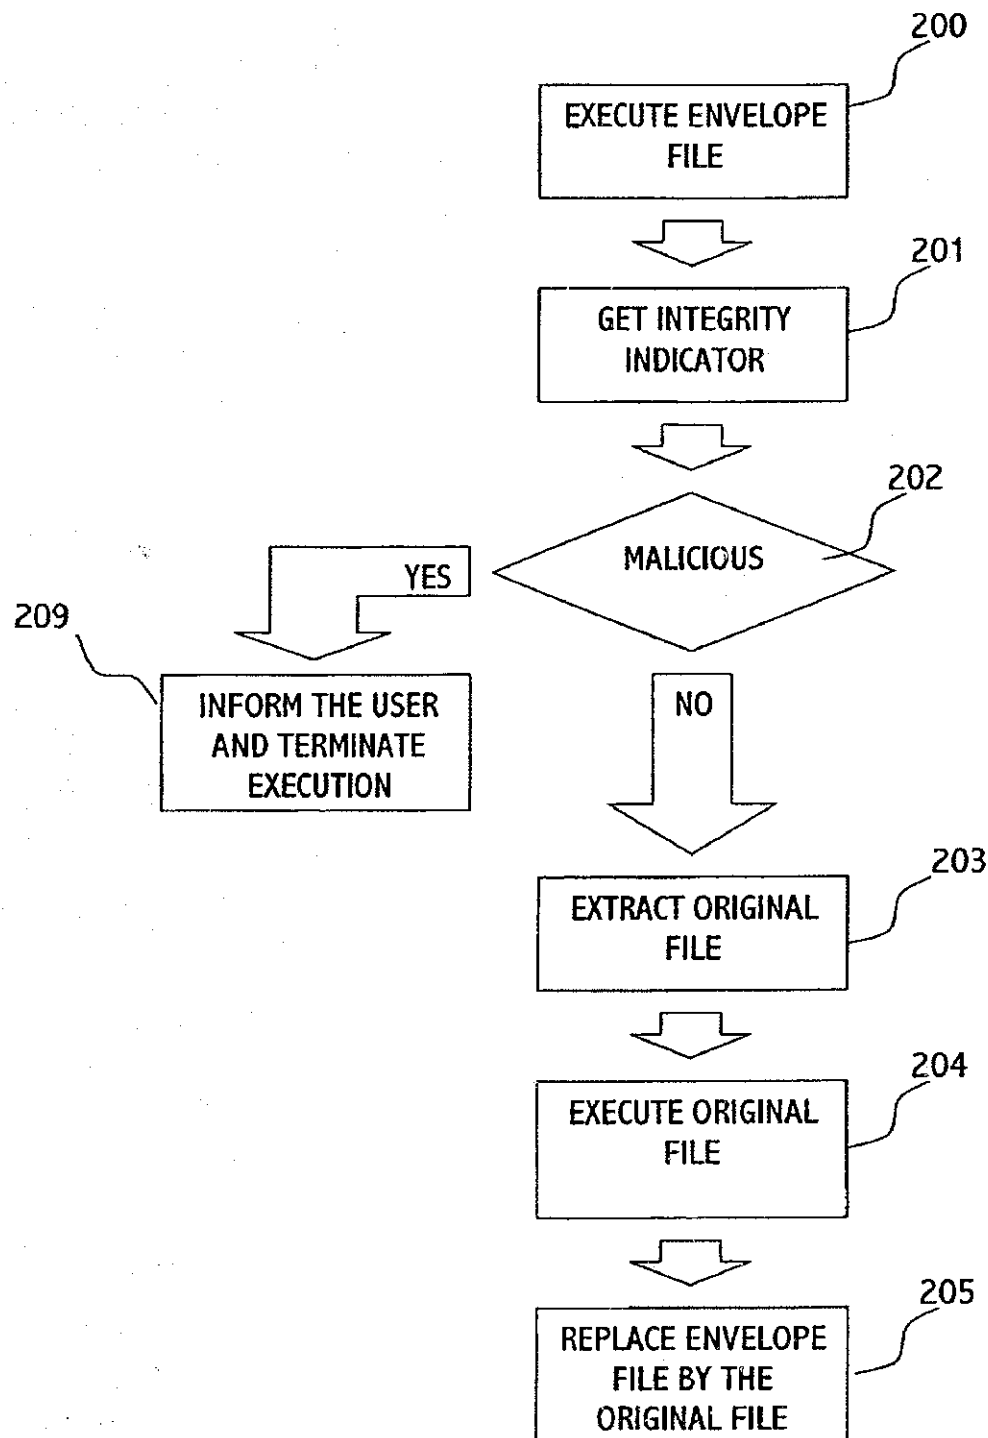 200
EXECUTE ENVELOPE
FILE
201
GET INTEGRITY
INDICATOR
202
MALICIOUS
YES
209
INFORM THE USER
AND TERMINATE
EXECUTION
NO
203
EXTRACT ORIGINAL
FILE
204
EXECUTE ORIGINAL
FILE
205
REPLACE ENVELOPE
FILE BY THE
ORIGINAL FILE